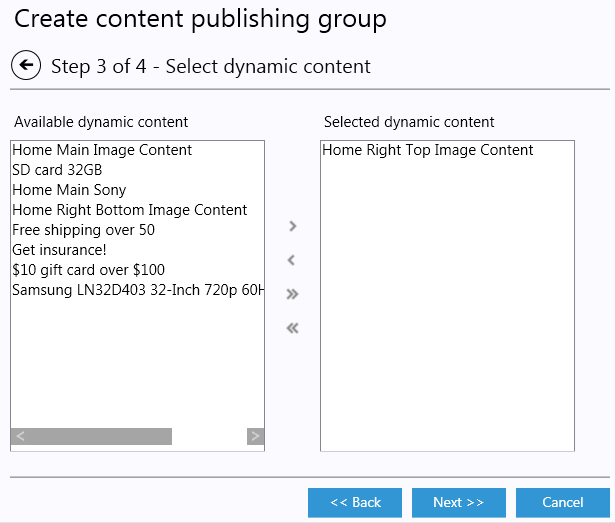 Create content publishing group
Step 3 of 4 - Select dynamic content
Available dynamic content
Home Main Image Content
SD card 32GB
Home Main Sony
Home Right Bottom Image Content
Free shipping over 50
Get insurance!
$10 gift card over $100
Samsung LN32D403 32-Inch 720p 60H
Selected dynamic content
Home Right Top Image Content
>
<
>>
<<
<< Back
Next >>
Cancel